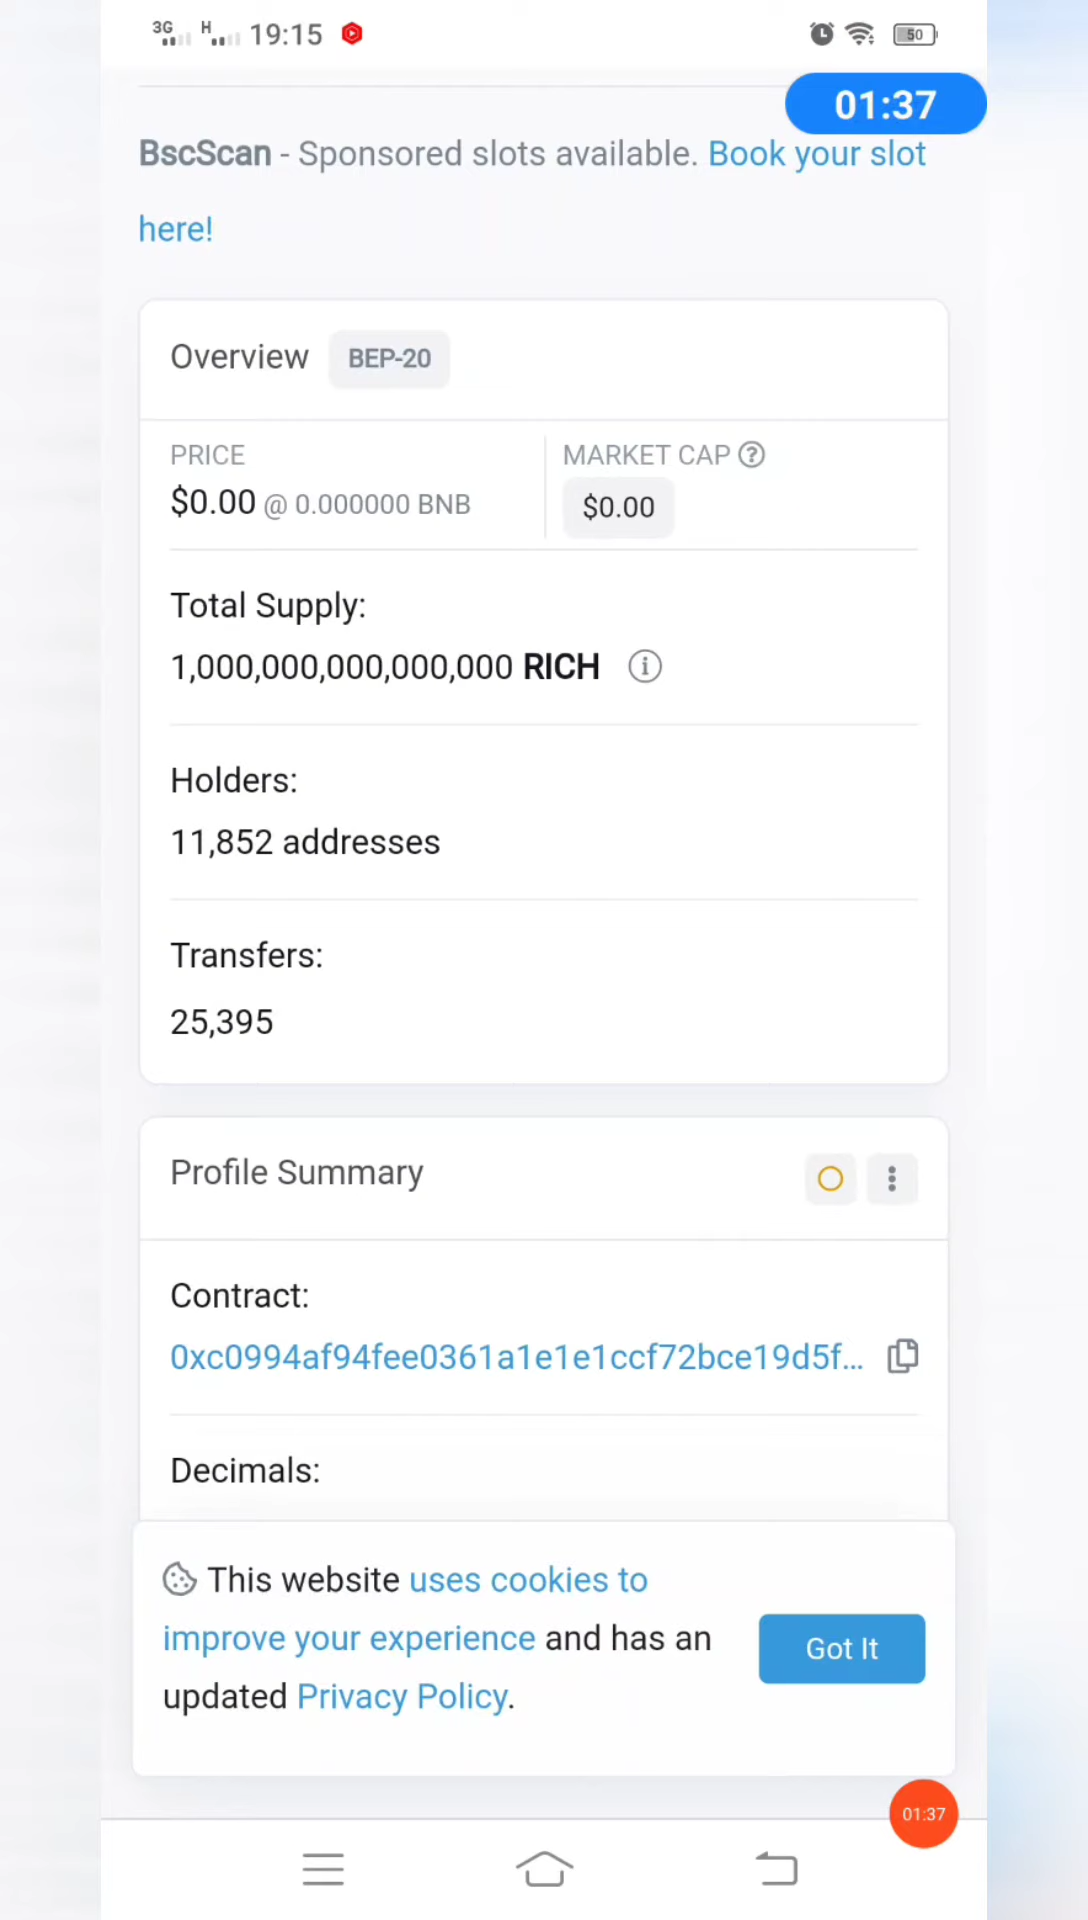 3G H 19:15 50
01:37
BscScan - Sponsored slots available. Book your slot
here!
Overview BEP-20
PRICE MARKET CAP
$0.00 @ 0.000000 BNB $0.00
Total Supply:
1,000,000,000,000,000 RICH
Holders:
11,852 addresses
Transfers:
25,395
Profile Summary
Contract:
0xc0994af94fee0361a1e1e1ccf72bce19d5f...
Decimals:
This website uses cookies to
improve your experience and has an
updated Privacy Policy.
Got It
01:37